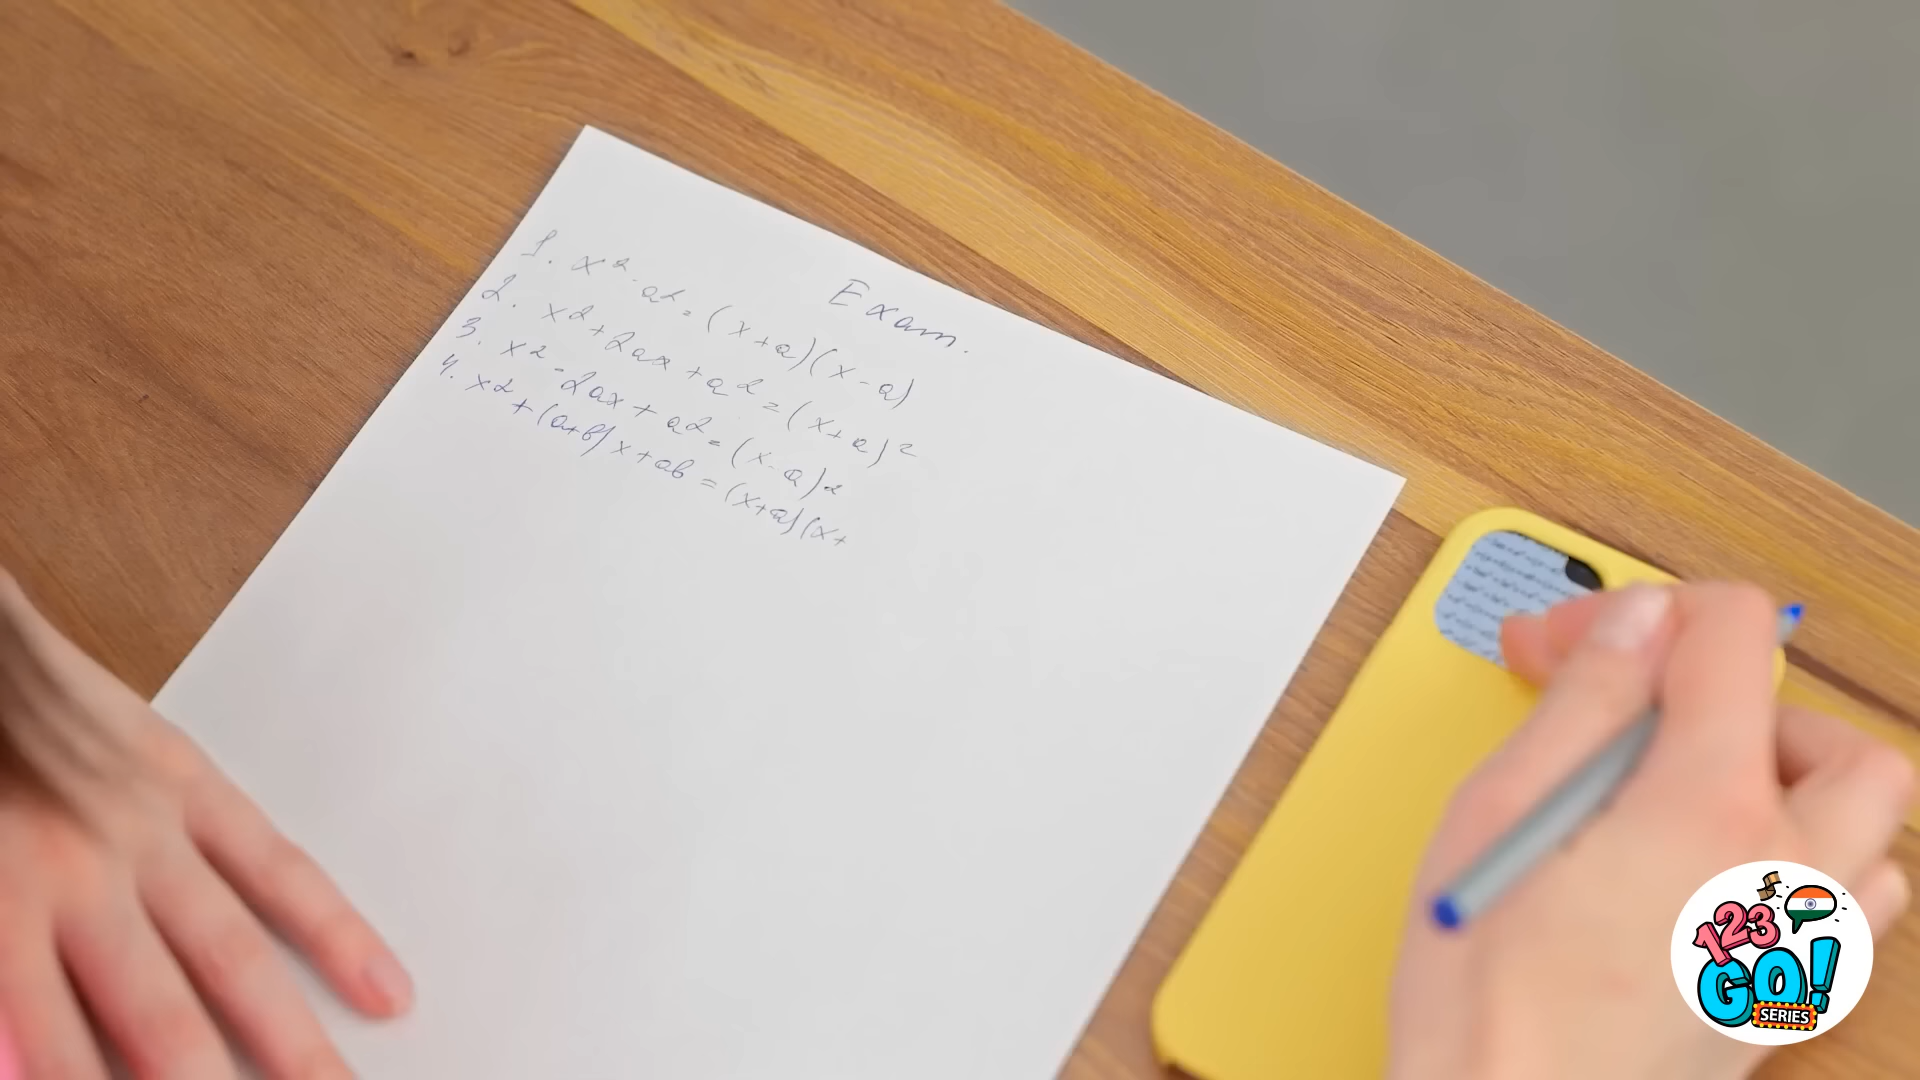 Exam.
1. x² - a² = (x+a)(x-a)
2. x² + 2ax + a² = (x+a)²
3. x² - 2ax + a² = (x-a)²
4. x² + (a+b)x + ab = (x+a)(x+
123
GO!
SERIES